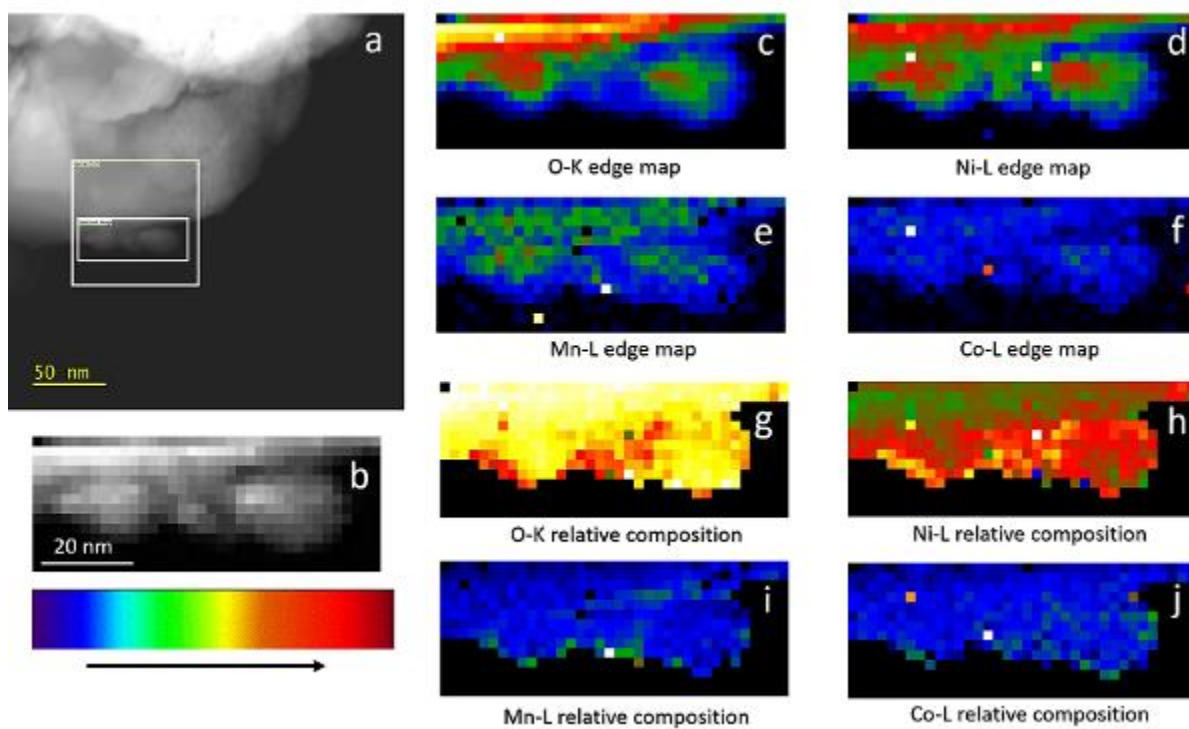 a
50 nm
b
20 nm
c
O-K edge map
d
Ni-L edge map
e
Mn-L edge map
f
Co-L edge map
g
O-K relative composition
h
Ni-L relative composition
i
Mn-L relative composition
j
Co-L relative composition